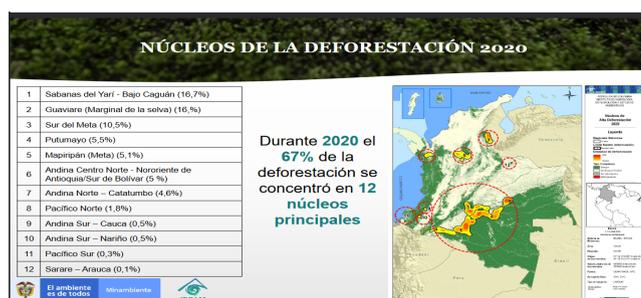 NÚCLEOS DE LA DEFORESTACIÓN 2020
1 Sabanas del Yarí - Bajo Caguán (16,7%)
2 Guaviare (Marginal de la selva) (16,%)
3 Sur del Meta (10,5%)
4 Putumayo (5,5%)
5 Mapiripán (Meta) (5,1%)
6 Andina Centro Norte - Nororiente de
Antioquia/Sur de Bolívar (5 %)
7 Andina Norte – Catatumbo (4,6%)
8 Pacífico Norte (1,8%)
9 Andina Sur – Cauca (0,5%)
10 Andina Sur – Nariño (0,5%)
11 Pacífico Sur (0,3%)
12 Sarare – Arauca (0,1%)
Durante 2020 el
67% de la
deforestación se
concentró en 12
núcleos
principales
Núcleos de
Alta Deforestación
2020
Leyenda
Venezuela
Ecuador
Perú
El ambiente
es de todos
Minambiente